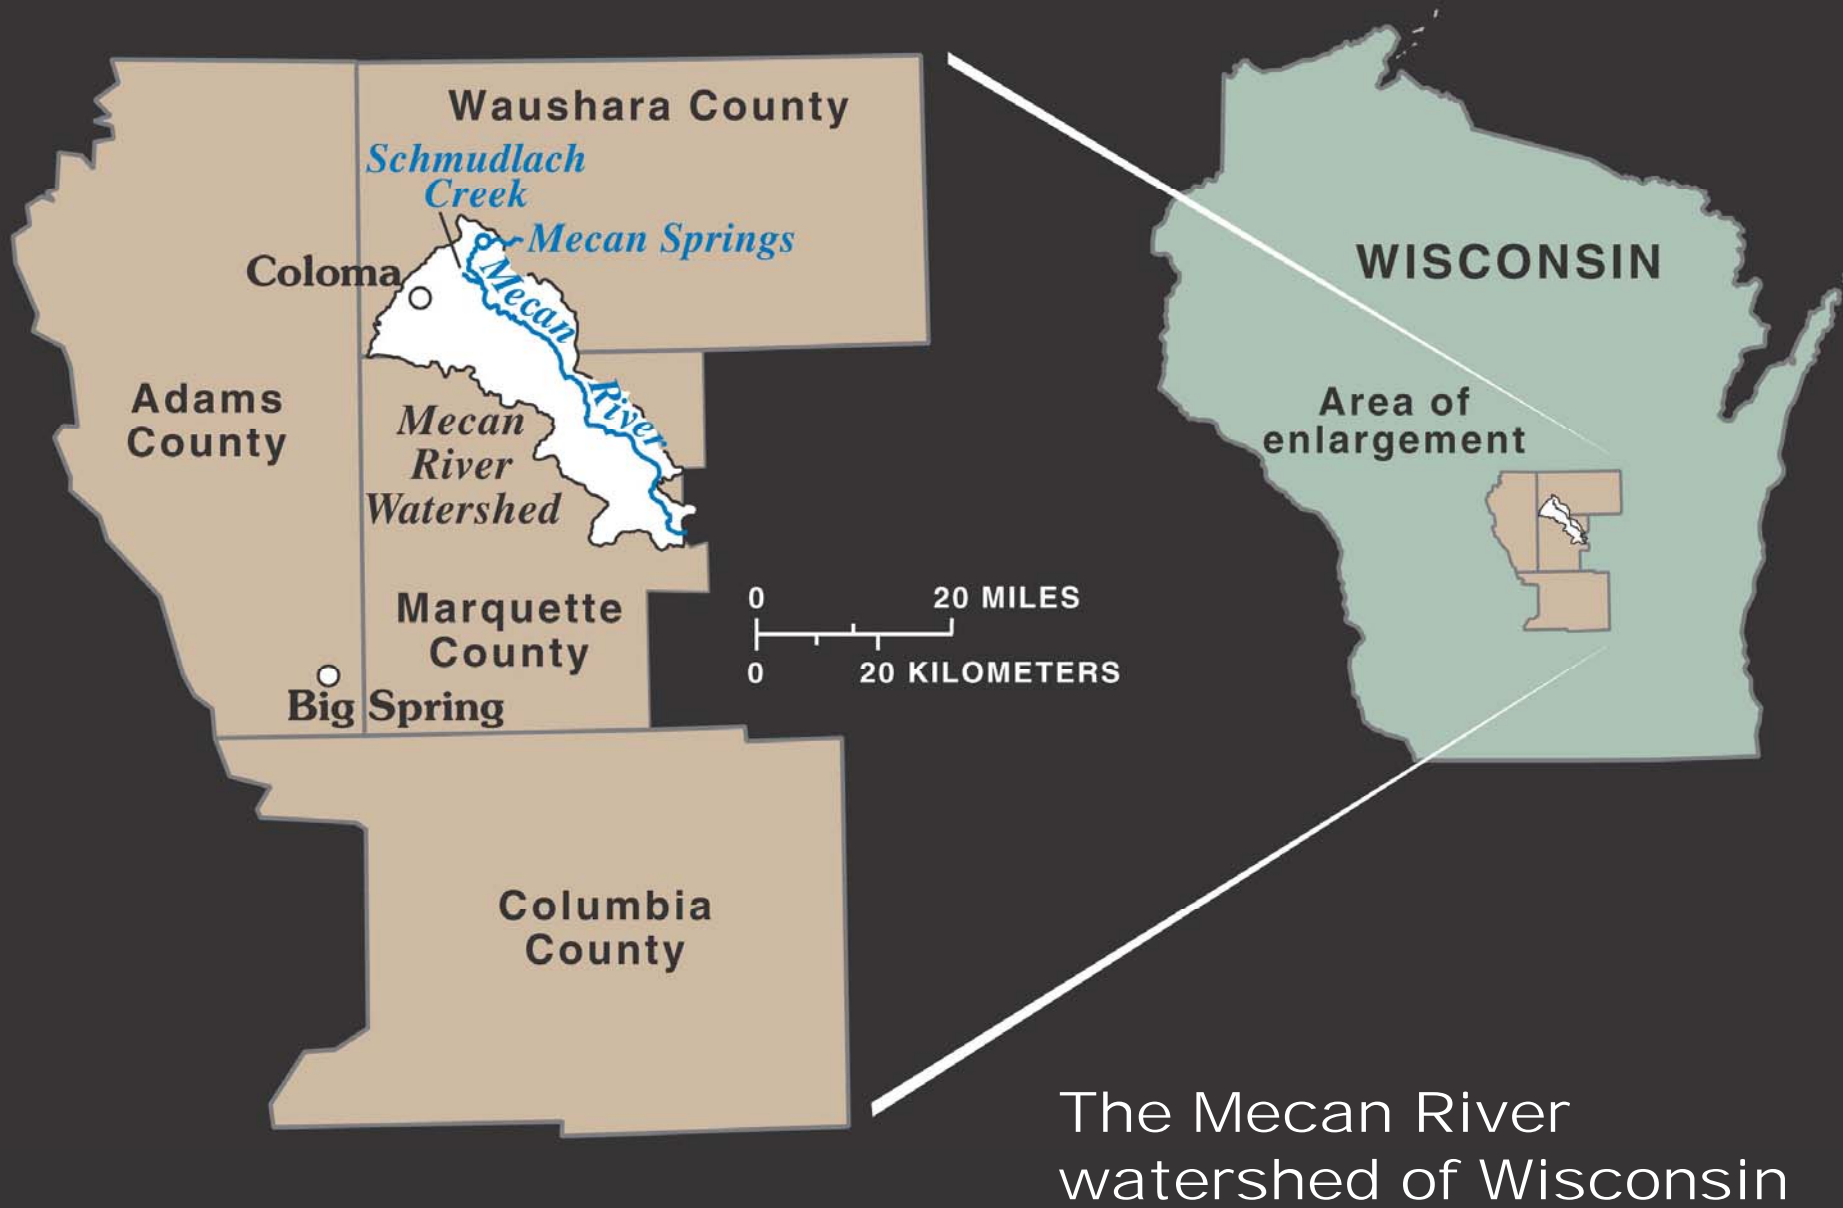 Waushara County
Schmudlach
Creek
Mecan Springs
Coloma
Mecan
River
Adams
County
Mecan
River
Watershed
Marquette
County
Big Spring
Columbia
County
0 20 MILES
0 20 KILOMETERS
WISCONSIN
Area of
enlargement
The Mecan River
watershed of Wisconsin